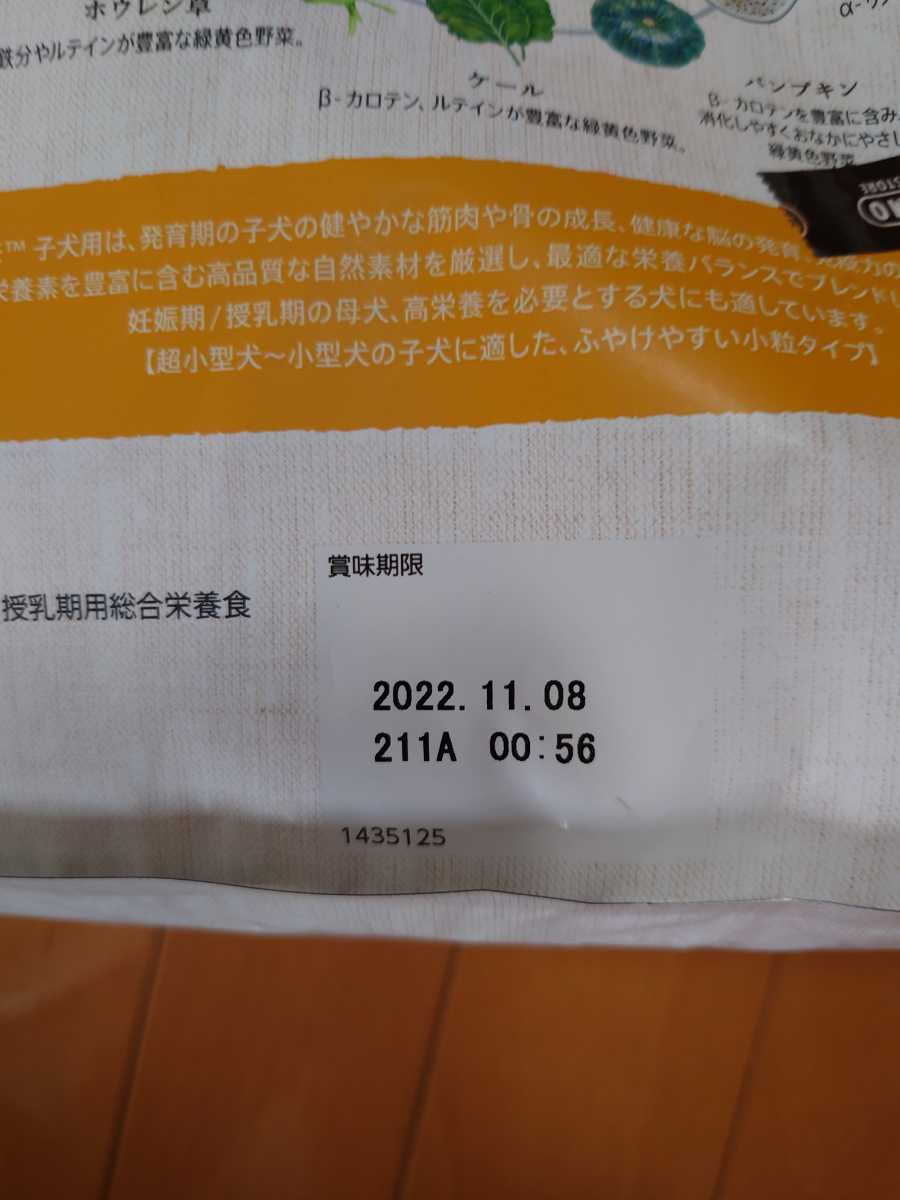 ホウレン草
鉄分やルテインが豊富な緑黄色野菜。
ケール
β-カロテン、ルテインが豊富な緑黄色野菜。
パンプキン
β-カロテンを豊富に含み
消化しやすくおなかにやさし
緑黄色野菜
STORE
™ 子犬用は、発育期の子犬の健やかな筋肉や骨の成長、健康な脳の発育
栄養素を豊富に含む高品質な自然素材を厳選し、最適な栄養バランスでブレンドし
妊娠期/授乳期の母犬、高栄養を必要とする犬にも適しています。
【超小型犬〜小型犬の子犬に適した、ふやけやすい小粒タイプ】
賞味期限
授乳期用総合栄養食
2022.11.08
211A 00:56
1435125